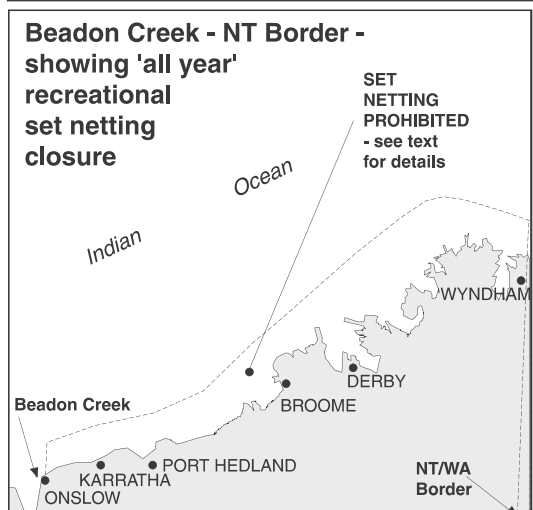 Beadon Creek - NT Border -
showing 'all year'
recreational
set netting
closure
SET
NETTING
PROHIBITED
- see text
for details
Indian
Ocean
WYNDHAM
DERBY
BROOME
Beadon Creek
PORT HEDLAND
KARRATHA
ONSLOW
NT/WA
Border